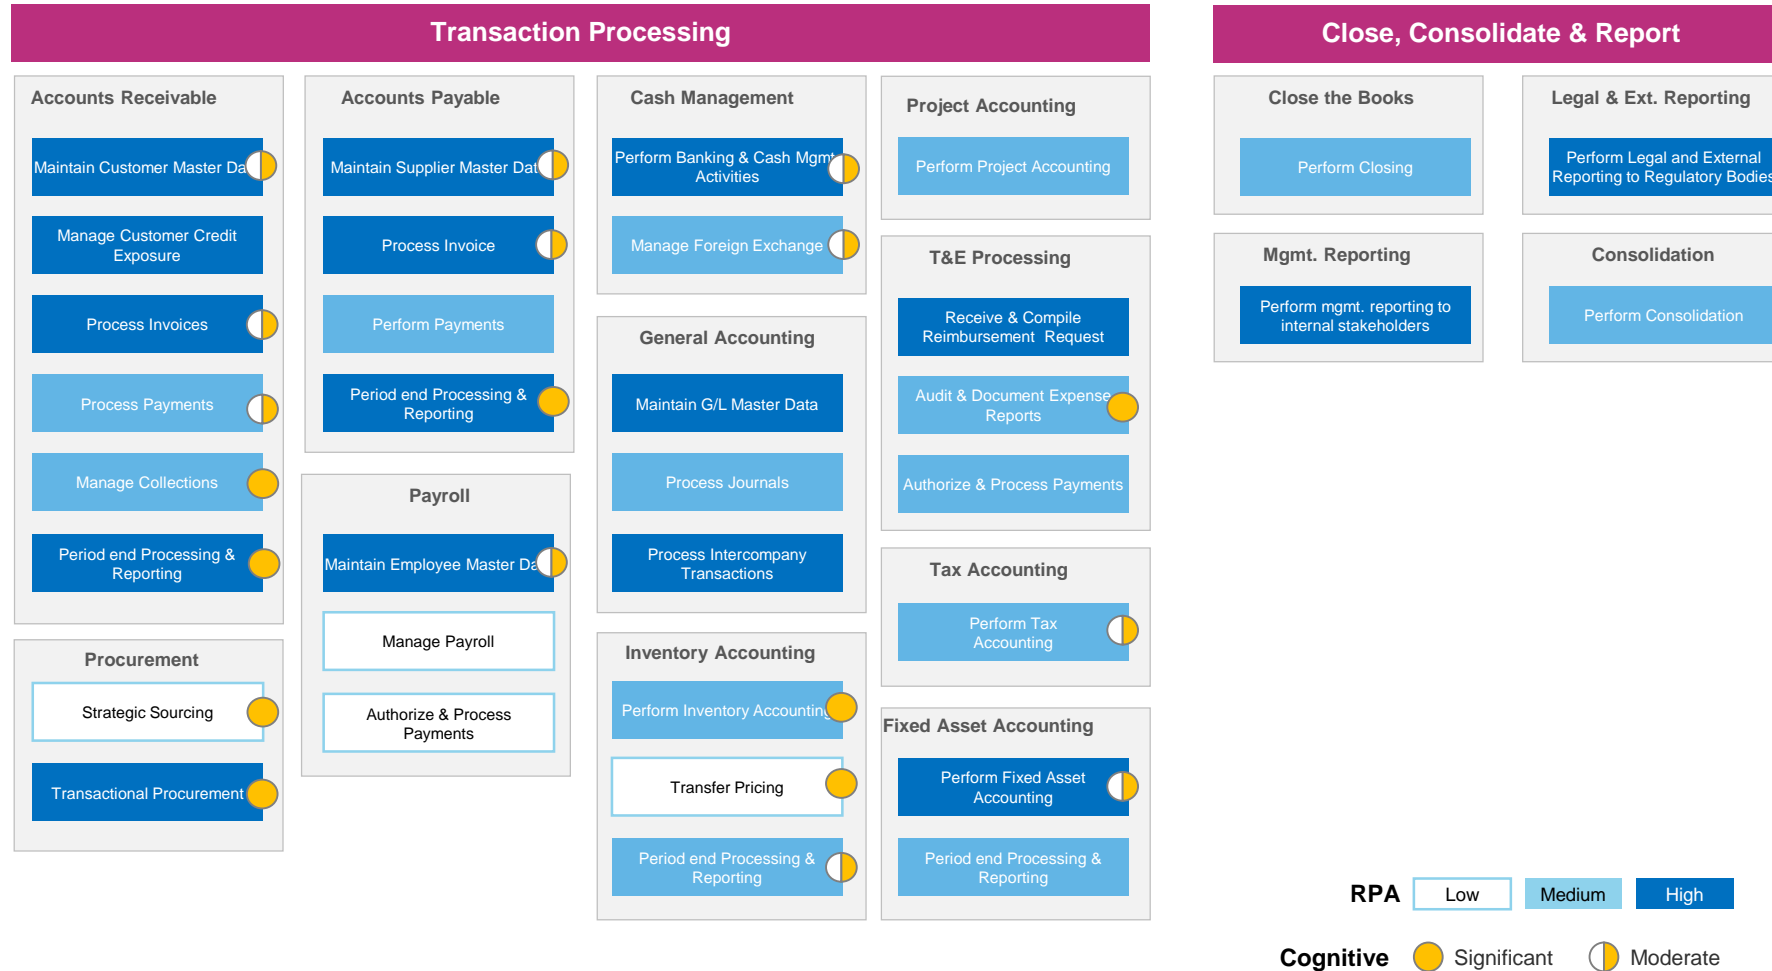 Transaction Processing
Close, Consolidate & Report
Accounts Receivable
Maintain Customer Master Da
Manage Customer Credit
Exposure
Process Invoices
Process Payments
Manage Collections
Period end Processing &
Reporting
Procurement
Strategic Sourcing
Transactional Procurement
Accounts Payable
Maintain Supplier Master Dat
Process Invoice
Perform Payments
Period end Processing &
Reporting
Payroll
Maintain Employee Master Da
Manage Payroll
Authorize & Process
Payments
Cash Management
Perform Banking & Cash Mgmt
Activities
Manage Foreign Exchange
General Accounting
Maintain G/L Master Data
Process Journals
Process Intercompany
Transactions
Inventory Accounting
Perform Inventory Accounting
Transfer Pricing
Period end Processing &
Reporting
Project Accounting
Perform Project Accounting
T&E Processing
Receive & Compile
Reimbursement Request
Audit & Document Expense
Reports
Authorize & Process Payments
Tax Accounting
Perform Tax
Accounting
Fixed Asset Accounting
Perform Fixed Asset
Accounting
Period end Processing &
Reporting
Close the Books
Perform Closing
Legal & Ext. Reporting
Perform Legal and External
Reporting to Regulatory Bodies
Mgmt. Reporting
Perform mgmt. reporting to
internal stakeholders
Consolidation
Perform Consolidation
RPA Low Medium High
Cognitive Significant Moderate